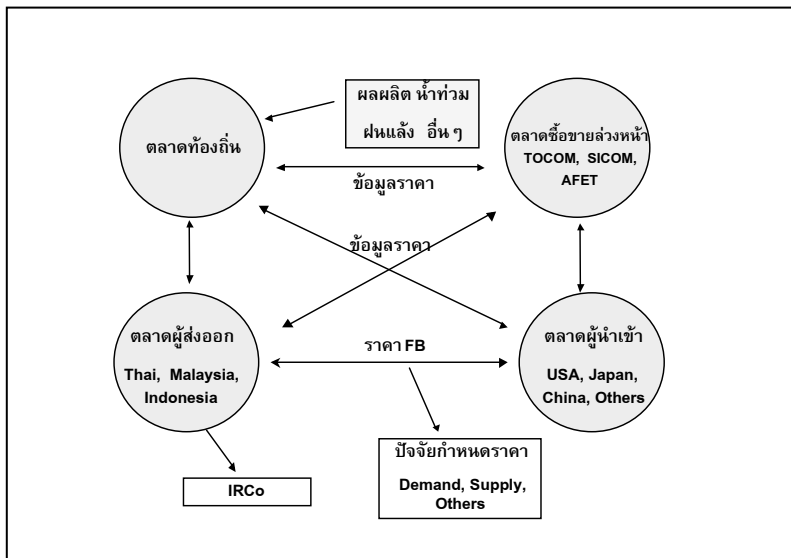 ผลผลิต น้ำท่วม
ฝนแล้ง อื่น ๆ
ตลาดท้องถิ่น
ตลาดซื้อขายล่วงหน้า
TOCOM, SICOM,
AFET
ข้อมูลราคา
ข้อมูลราคา
ตลาดผู้ส่งออก
Thai, Malaysia,
Indonesia
ราคา FB
ตลาดผู้นำเข้า
USA, Japan,
China, Others
ปัจจัยกำหนดราคา
Demand, Supply,
Others
IRCo